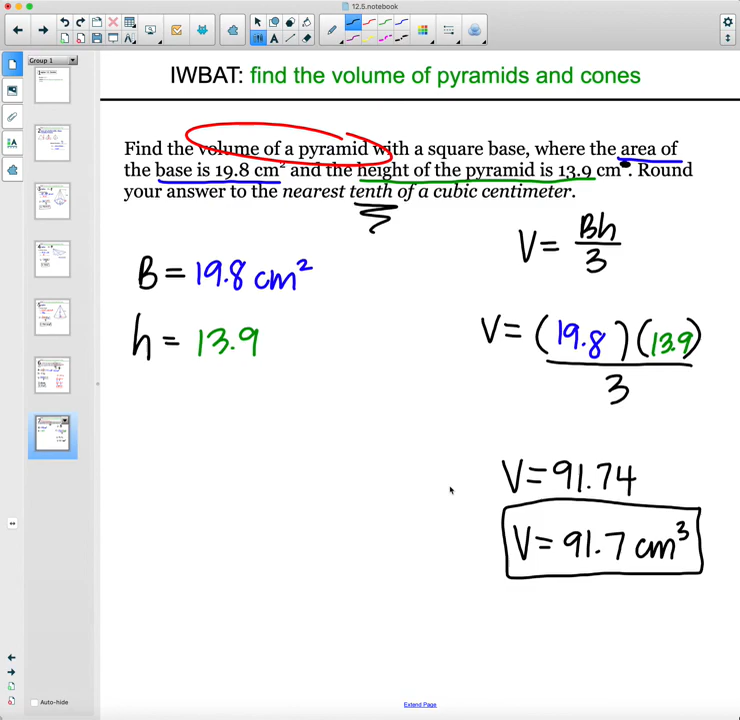 12.5.notebook
Group 1
IWBAT: find the volume of pyramids and cones
Find the volume of a pyramid with a square base, where the area of
the base is 19.8 cm² and the height of the pyramid is 13.9 cm. Round
your answer to the nearest tenth of a cubic centimeter.
V = Bh/3
B = 19.8 cm²
h = 13.9
V = (19.8)(13.9)/3
V = 91.74
V = 91.7 cm³
Auto-hide
Extend Page